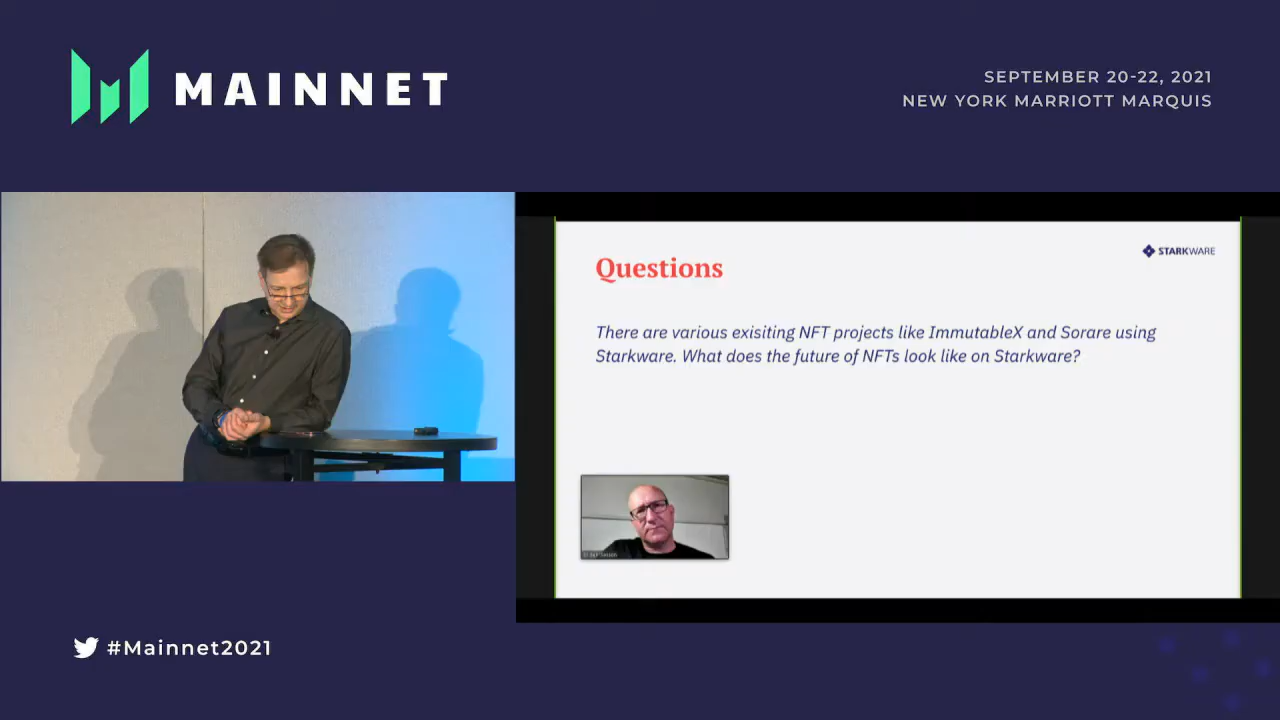 MAINNET
SEPTEMBER 20-22, 2021
NEW YORK MARRIOTT MARQUIS
STARKWARE
Questions
There are various exisiting NFT projects like ImmutableX and Sorare using
Starkware. What does the future of NFTs look like on Starkware?
#Mainnet2021